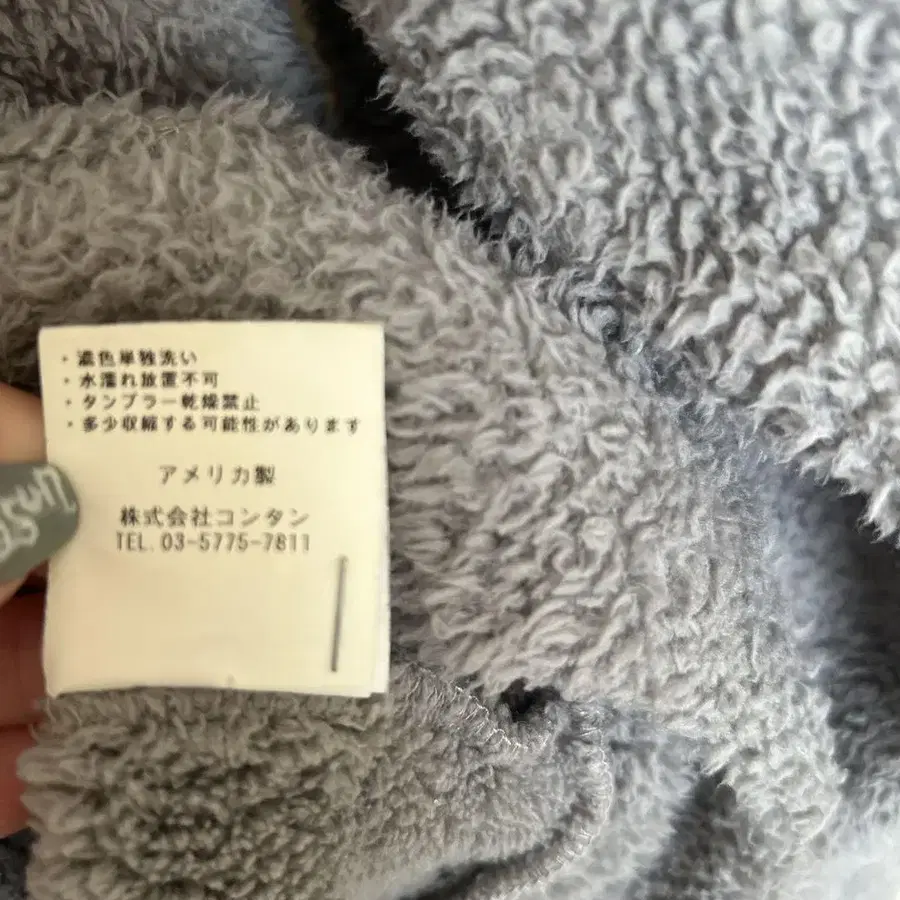 ・濃色単独洗い
・水濡れ放置不可
・タンブラー乾燥禁止
・多少収縮する可能性があります
アメリカ製
株式会社コンタン
TEL.03-5775-7811